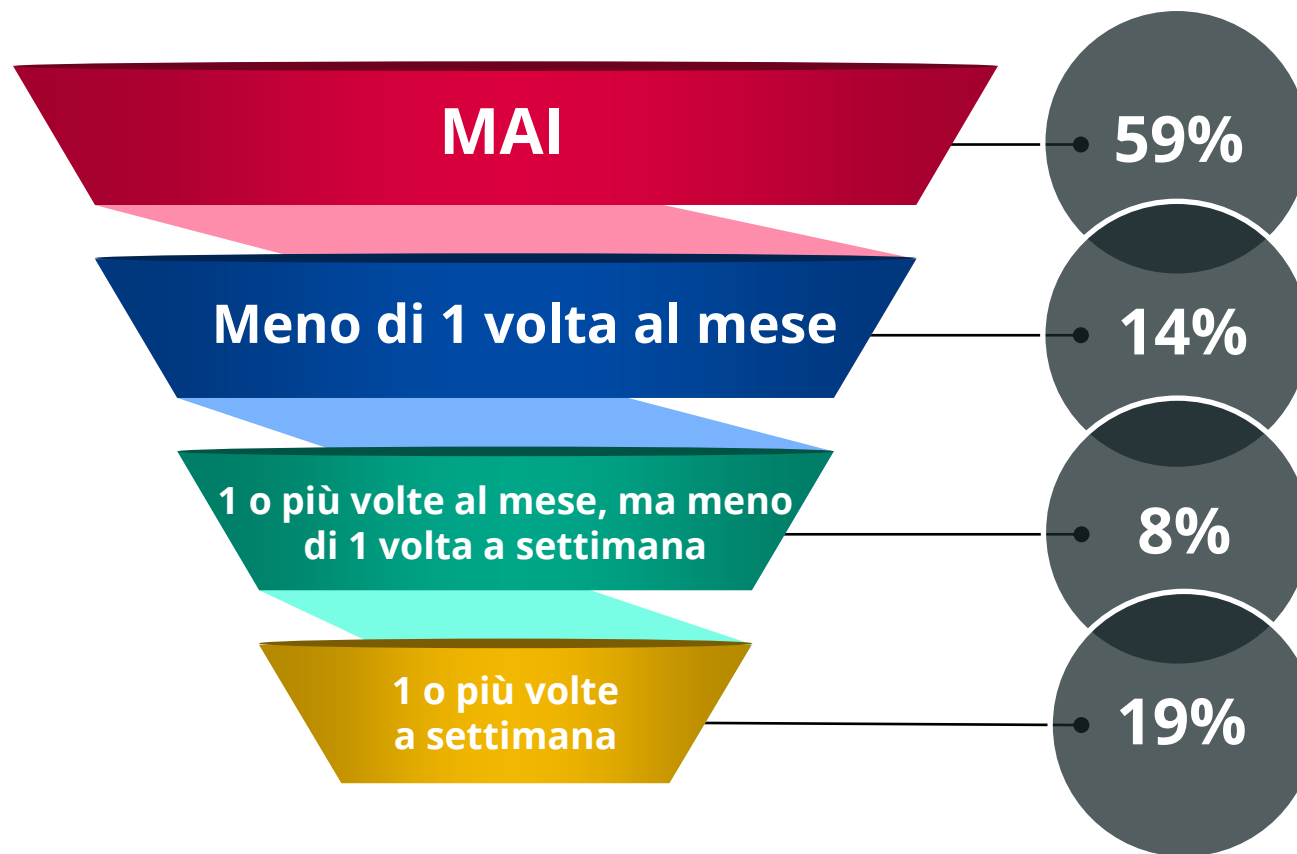 MAI
59%
Meno di 1 volta al mese
14%
1 o più volte al mese, ma meno
di 1 volta a settimana
8%
1 o più volte
a settimana
19%